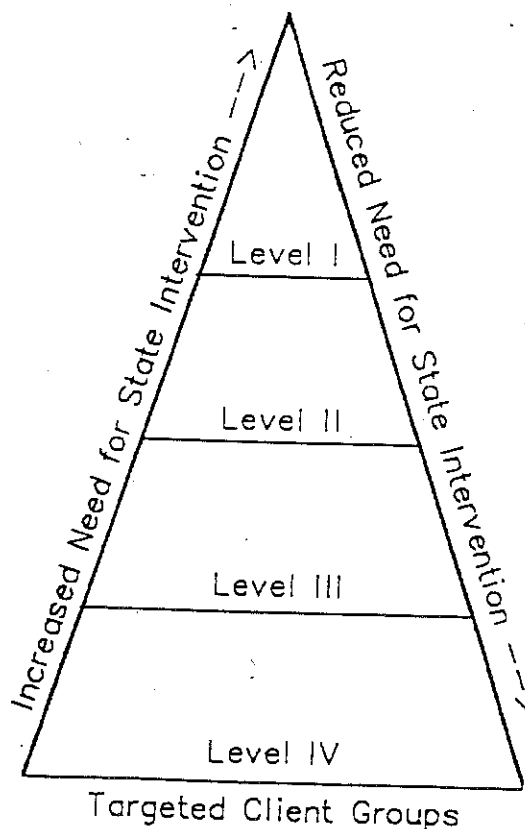 Increased Need for State Intervention -->
Reduced Need for State Intervention -->
Level I
Level II
Level III
Level IV
Targeted Client Groups